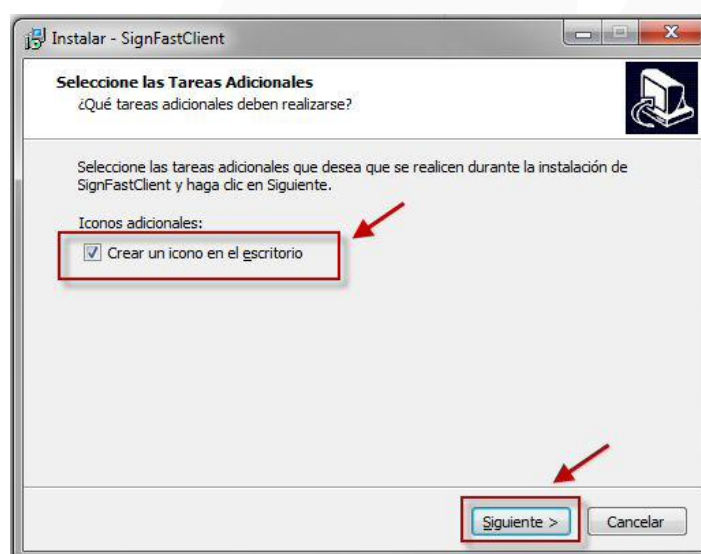 Instalar - SignFastClient
Seleccione las Tareas Adicionales
¿Qué tareas adicionales deben realizarse?
Seleccione las tareas adicionales que desea que se realicen durante la instalación de
SignFastClient y haga clic en Siguiente.
Iconos adicionales:
Crear un icono en el escritorio
Siguiente >
Cancelar